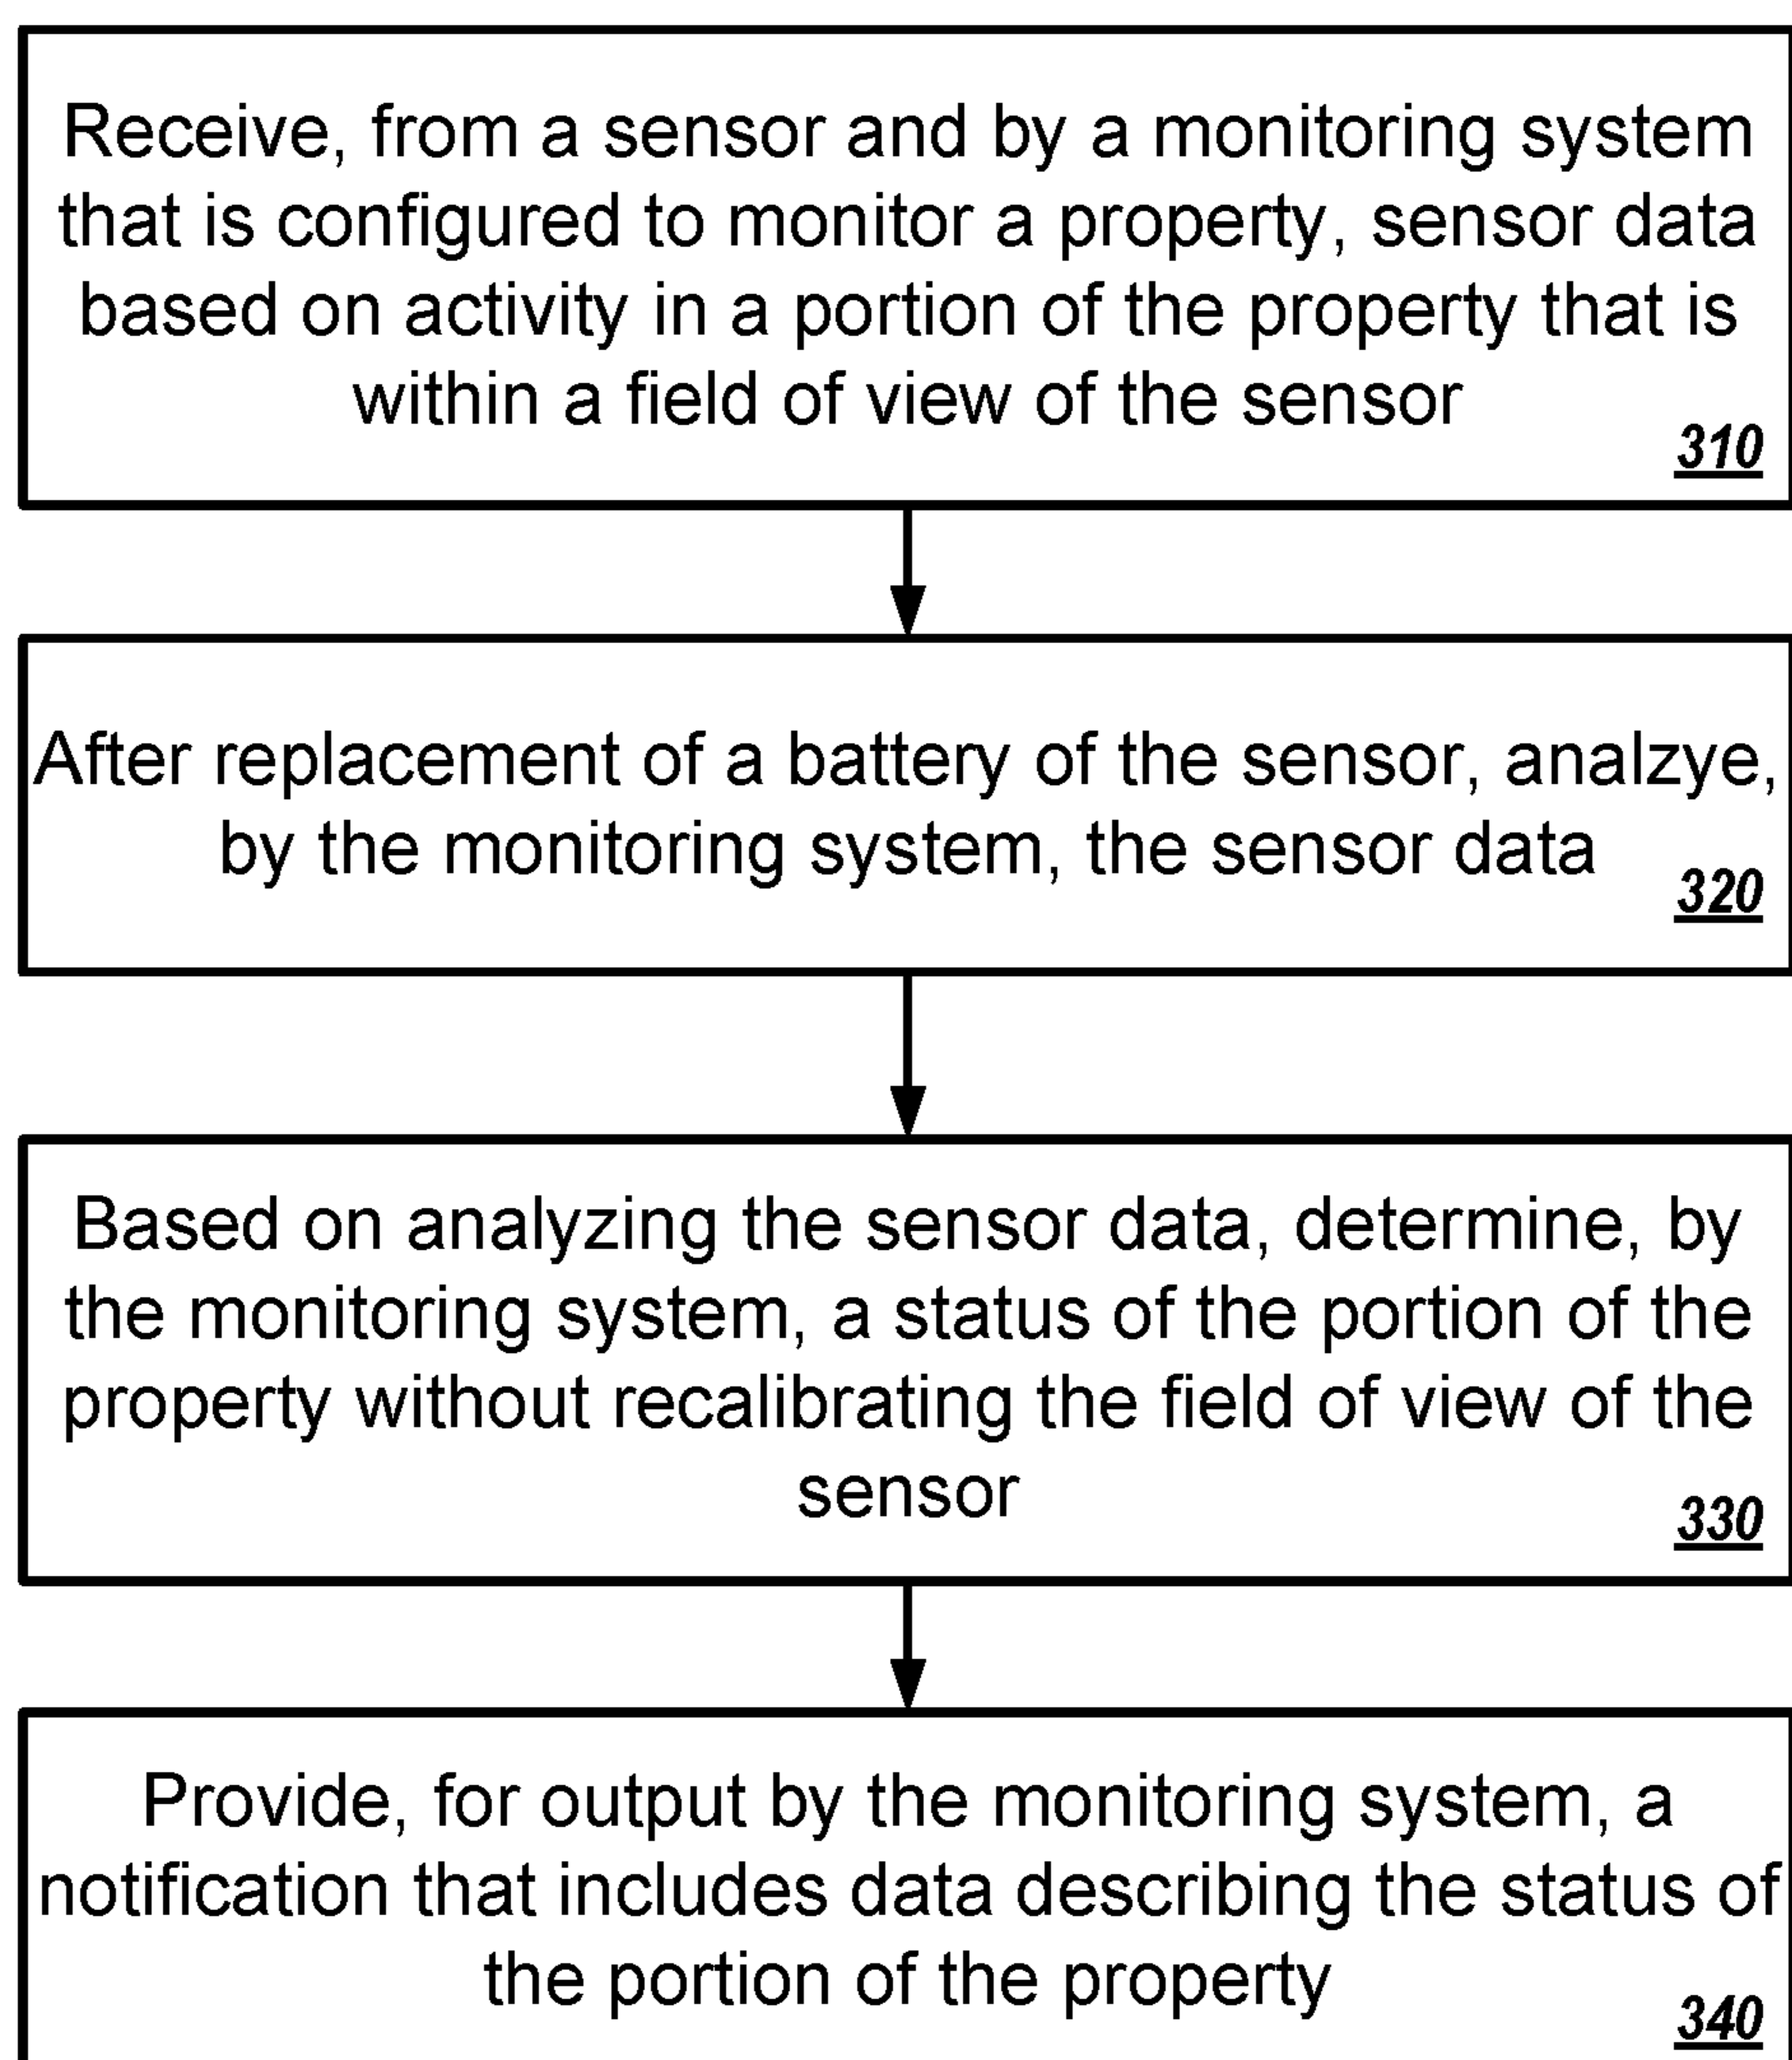 Receive, from a sensor and by a monitoring system
that is configured to monitor a property, sensor data
based on activity in a portion of the property that is
within a field of view of the sensor
310
After replacement of a battery of the sensor, analzye,
by the monitoring system, the sensor data
320
Based on analyzing the sensor data, determine, by
the monitoring system, a status of the portion of the
property without recalibrating the field of view of the
sensor
330
Provide, for output by the monitoring system, a
notification that includes data describing the status of
the portion of the property
340